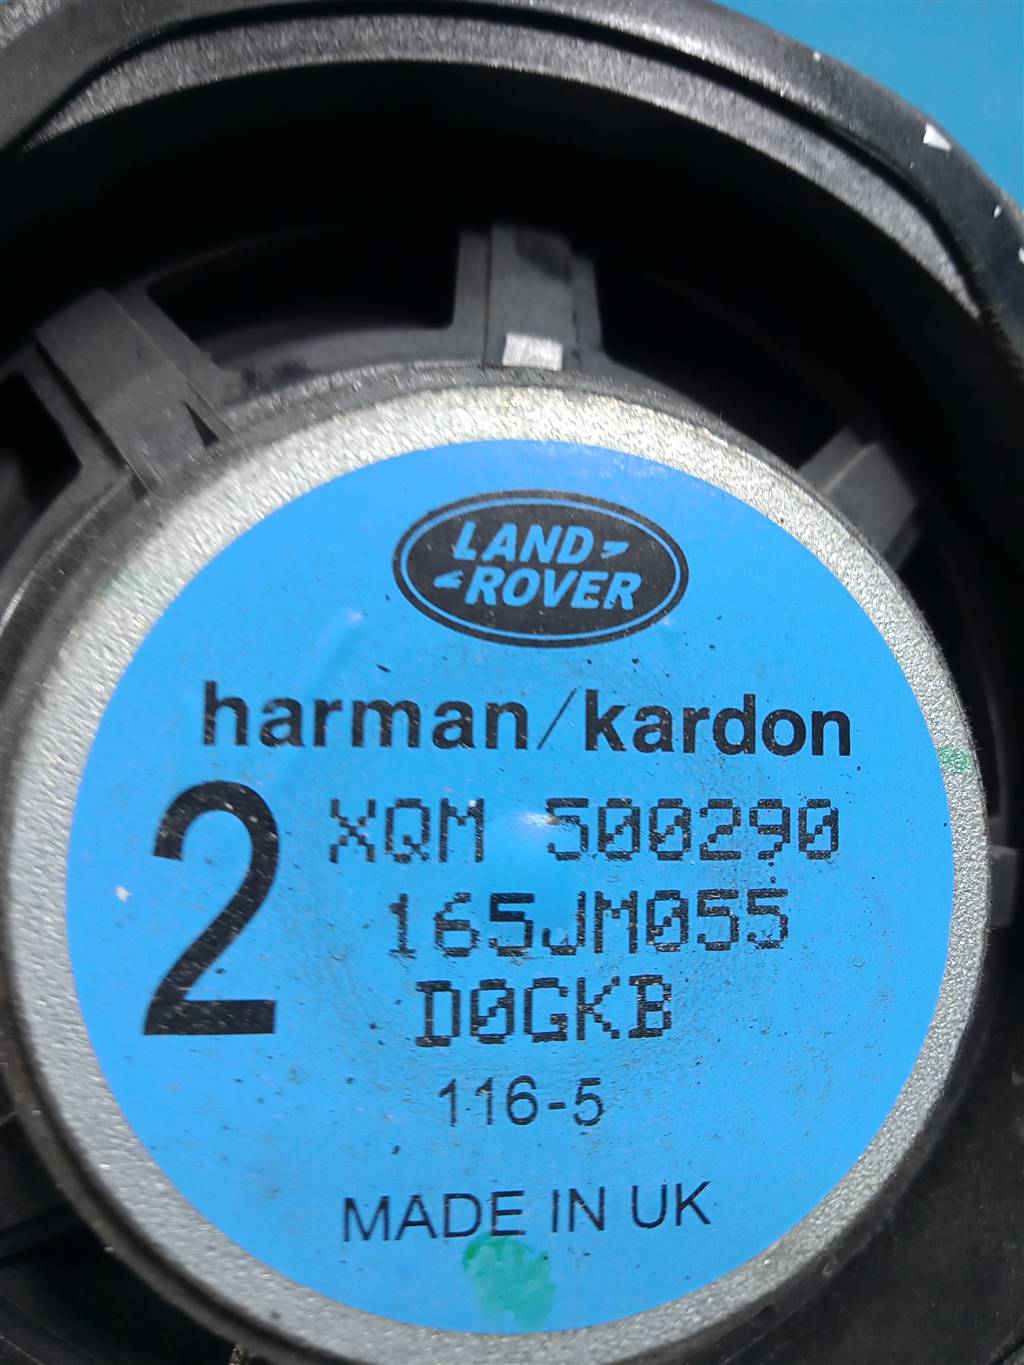 LAND
ROVER
harman/kardon
2
XQM 500290
165JM055
D0GKB
116-5
MADE IN UK